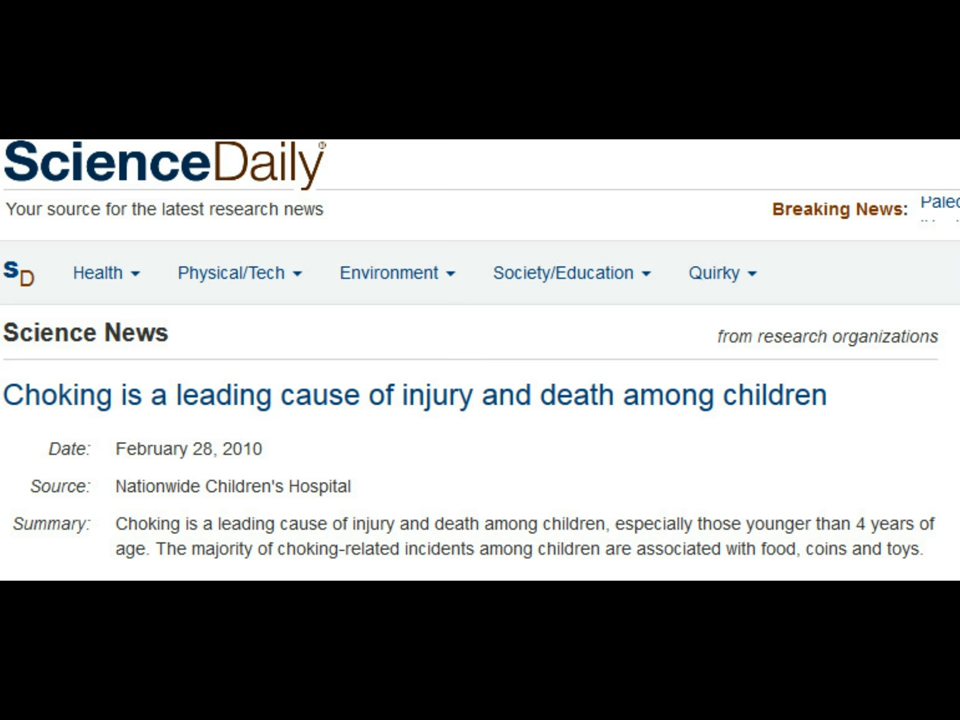 ScienceDaily®
Your source for the latest research news
Breaking News:
SD
Health
Physical/Tech
Environment
Society/Education
Quirky
Science News
from research organizations
Choking is a leading cause of injury and death among children
Date: February 28, 2010
Source: Nationwide Children's Hospital
Summary: Choking is a leading cause of injury and death among children, especially those younger than 4 years of
age. The majority of choking-related incidents among children are associated with food, coins and toys.